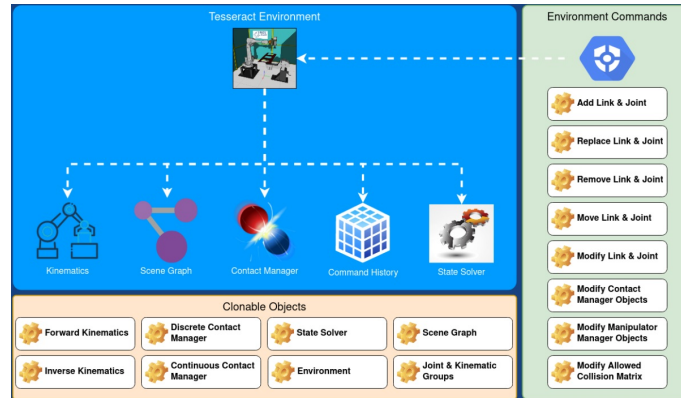 Tesseract Environment
Kinematics
Scene Graph
Contact Manager
Command History
State Solver
Clonable Objects
Forward Kinematics
Discrete Contact
Manager
State Solver
Scene Graph
Inverse Kinematics
Continuous Contact
Manager
Environment
Joint & Kinematic
Groups
Environment Commands
Add Link & Joint
Replace Link & Joint
Remove Link & Joint
Move Link & Joint
Modify Link & Joint
Modify Contact
Manager Objects
Modify Manipulator
Manager Objects
Modify Allowed
Collision Matrix